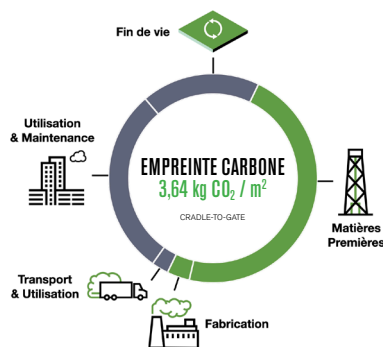 Fin de vie
Utilisation
& Maintenance
EMPREINTE CARBONE
3,64 kg CO₂ / m²
CRADLE-TO-GATE
Matières
Premières
Transport
& Utilisation
Fabrication